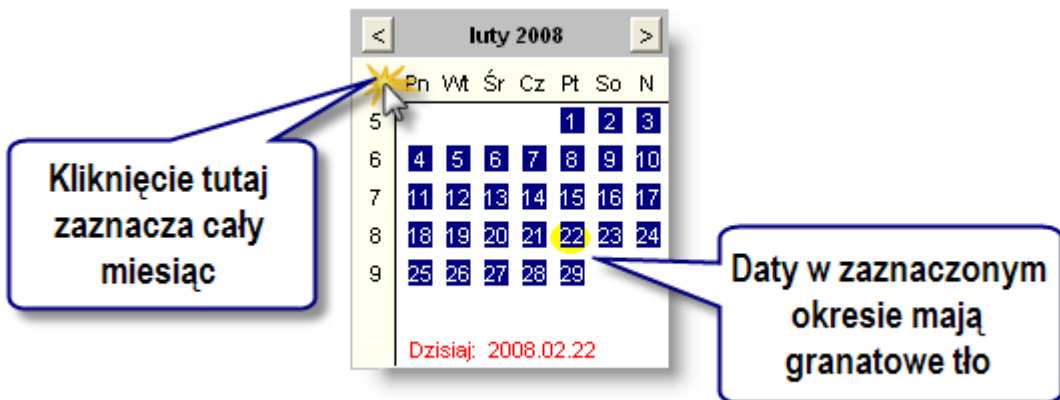 < luty 2008 >
Pn Wt Śr Cz Pt So N
5 1 2 3
6 4 5 6 7 8 9 10
7 11 12 13 14 15 16 17
8 18 19 20 21 22 23 24
9 25 26 27 28 29
Dzisiaj: 2008.02.22
Kliknięcie tutaj
zaznacza cały
miesiąc
Daty w zaznaczonym
okresie mają
granatowe tło